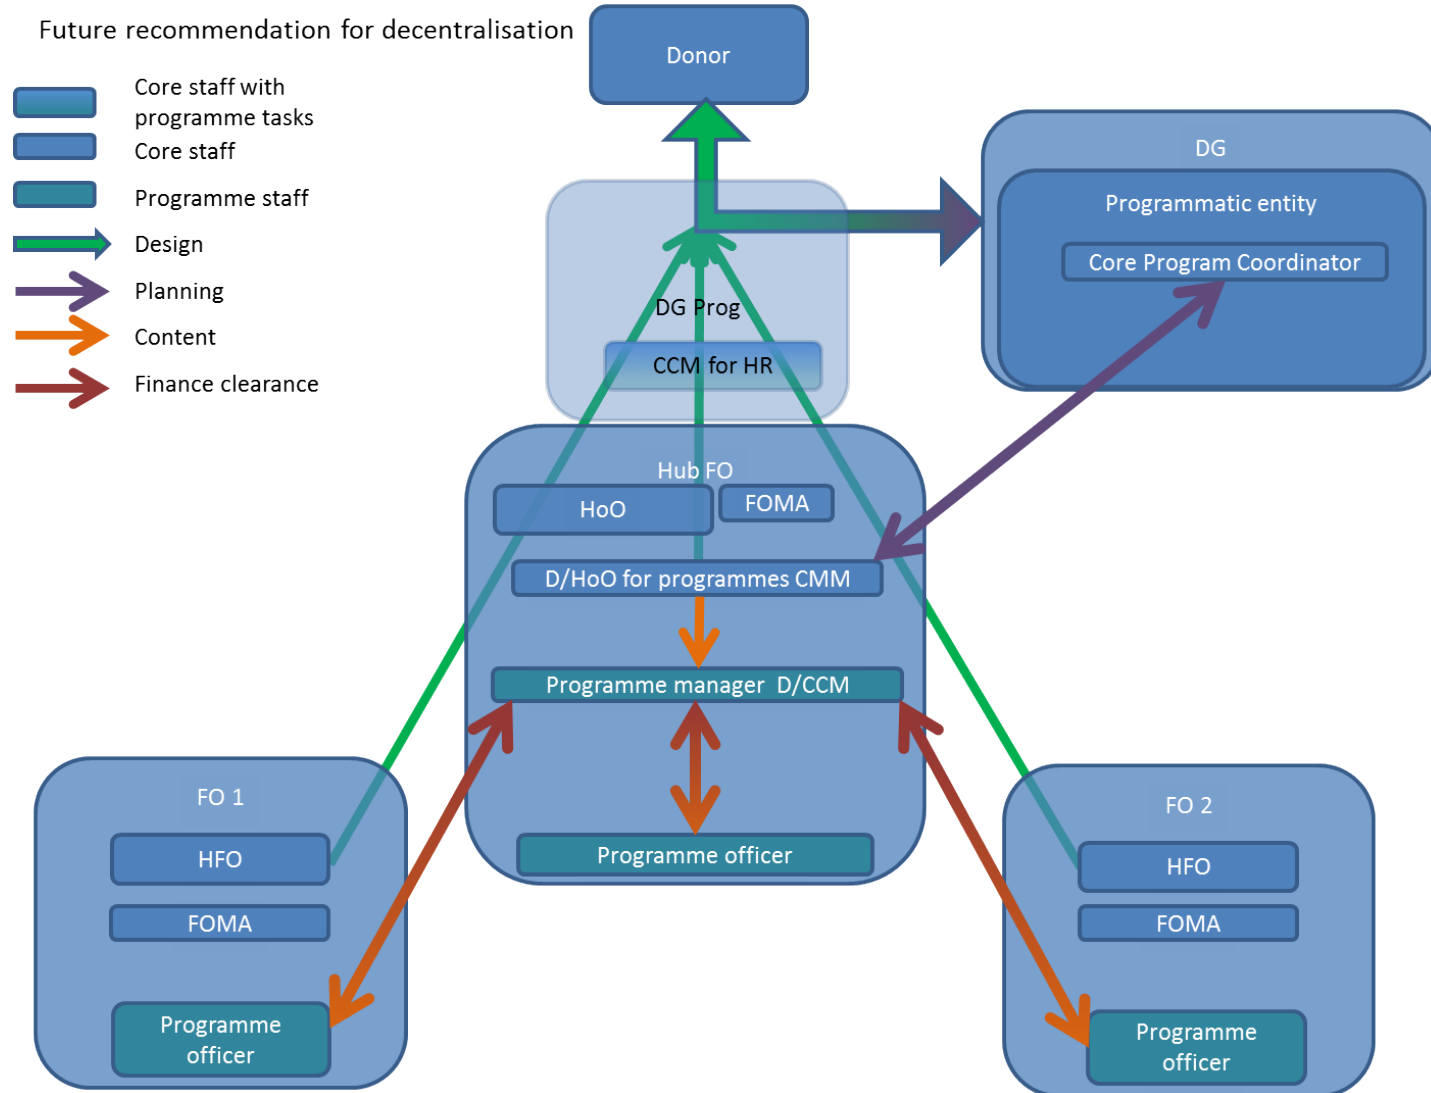 Future recommendation for decentralisation
Core staff with
programme tasks
Core staff
Programme staff
Design
Planning
Content
Finance clearance
Donor
DG
Programmatic entity
Core Program Coordinator
DG Prog
CCM for HR
Hub FO
HoO
FOMA
D/HoO for programmes CMM
Programme manager D/CCM
Programme officer
FO 1
HFO
FOMA
Programme
officer
FO 2
HFO
FOMA
Programme
officer